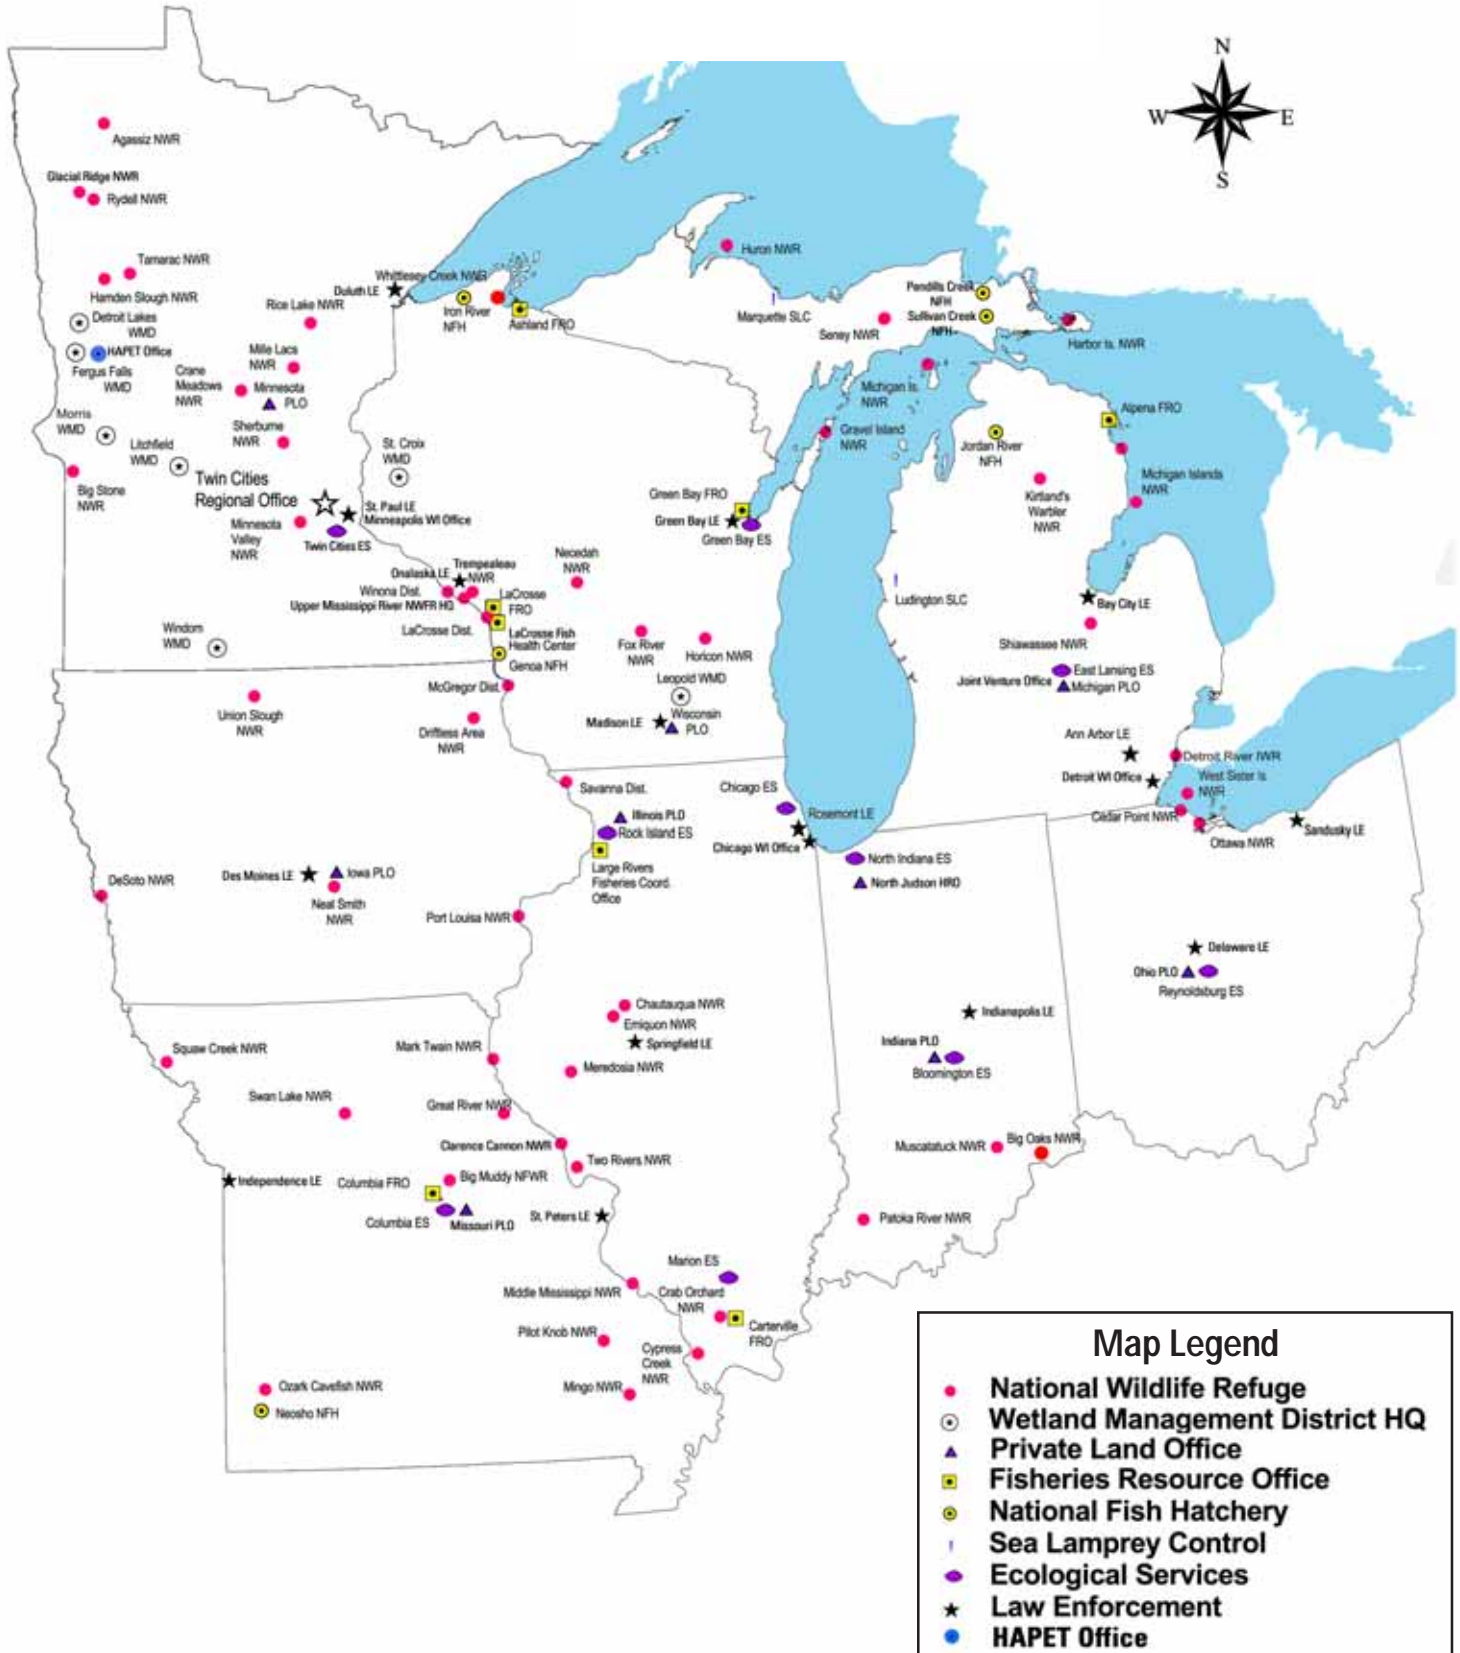 N
W
E
S
Agassiz NWR
Glacial Ridge NWR
Rydell NWR
Tamarac NWR
Hamden Slough NWR
Detroit Lakes
WMD
HAPET Office
Fergus Falls
WMD
Rice Lake NWR
Mille Lacs
NWR
Crane
Meadows
NWR
Minnesota
PLO
Sherburne
NWR
Morris
WMD
Litchfield
WMD
Big Stone
NWR
Twin Cities
Regional Office
Minnesota
Valley
NWR
St. Paul LE
Minneapolis WI Office
Twin Cities ES
Windom
WMD
Duluth LE
Whittlesey Creek NWR
Iron River
NFH
Ashland FRO
St. Croix
WMD
Onalaska LE
Trempealeau
NWR
Winona Dist.
Upper Mississippi River NWFR HQ
LaCrosse
FRO
LaCrosse Dist.
LaCrosse Fish
Health Center
Genoa NFH
McGregor Dist.
Necedah
NWR
Fox River
NWR
Horicon NWR
Leopold WMD
Madison LE
Wisconsin
PLO
Green Bay FRO
Green Bay LE
Green Bay ES
Gravel Island
NWR
Huron NWR
Marquette SLC
Seney NWR
Pendills Creek
NFH
Sullivan Creek
NFH
Harbor Is. NWR
Michigan Is.
NWR
Alpena FRO
Jordan River
NFH
Michigan Islands
NWR
Kirtland's
Warbler
NWR
Ludington SLC
Bay City LE
Shiawassee NWR
East Lansing ES
Joint Venture Office
Michigan PLO
Ann Arbor LE
Detroit River IWR
Detroit WI Office
West Sister Is.
NWR
Cedar Point NWR
Ottawa NWR
Sandusky LE
Union Slough
NWR
Driftless Area
NWR
Savanna Dist.
Illinois PLO
Rock Island ES
Large Rivers
Fisheries Coord.
Office
Chicago ES
Rosemont LE
Chicago WI Office
North Indiana ES
North Judson HRO
DeSoto NWR
Des Moines LE
Iowa PLO
Neal Smith
NWR
Port Louisa NWR
Delaware LE
Ohio PLO
Reynoldsburg ES
Chautauqua NWR
Emiquon NWR
Springfield LE
Meredosia NWR
Indianapolis LE
Indiana PLO
Bloomington ES
Squaw Creek NWR
Mark Twain NWR
Swan Lake NWR
Great River NWR
Clarence Cannon NWR
Two Rivers NWR
Muscatatuck NWR
Big Oaks NWR
Patoka River NWR
Independence LE
Columbia FRO
Big Muddy NFWR
Columbia ES
Missouri PLO
St. Peters LE
Marion ES
Middle Mississippi NWR
Crab Orchard
NWR
Carterville
FRO
Pilot Knob NWR
Cypress
Creek
NWR
Mingo NWR
Ozark Cavefish NWR
Neosho NFH
Map Legend
National Wildlife Refuge
Wetland Management District HQ
Private Land Office
Fisheries Resource Office
National Fish Hatchery
Sea Lamprey Control
Ecological Services
Law Enforcement
HAPET Office